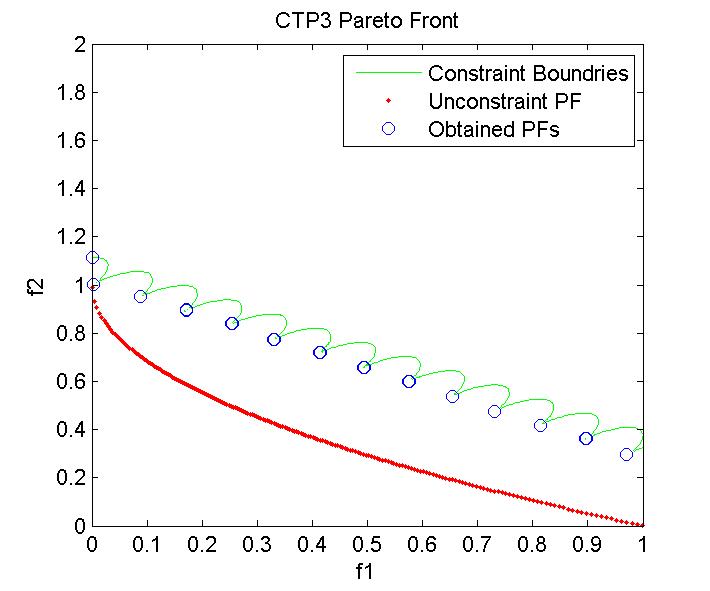 CTP3 Pareto Front
Constraint Boundries
Unconstraint PF
Obtained PFs
f2
2
1.8
1.6
1.4
1.2
1
0.8
0.6
0.4
0.2
0
0 0.1 0.2 0.3 0.4 0.5 0.6 0.7 0.8 0.9 1
f1